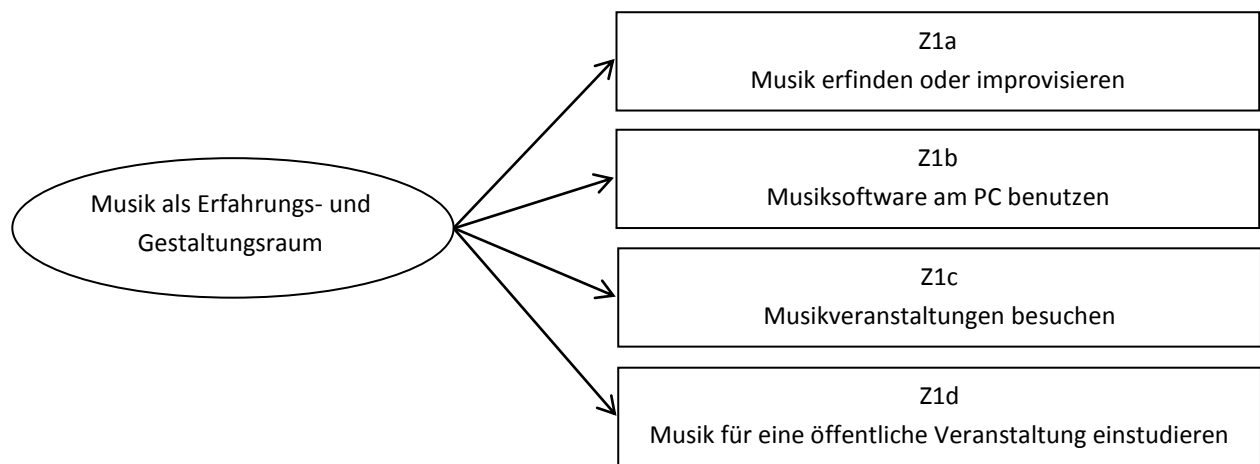 Z1a
Musik erfinden oder improvisieren
Z1b
Musiksoftware am PC benutzen
Musik als Erfahrungs- und
Gestaltungsraum
Z1c
Musikveranstaltungen besuchen
Z1d
Musik für eine öffentliche Veranstaltung einstudieren